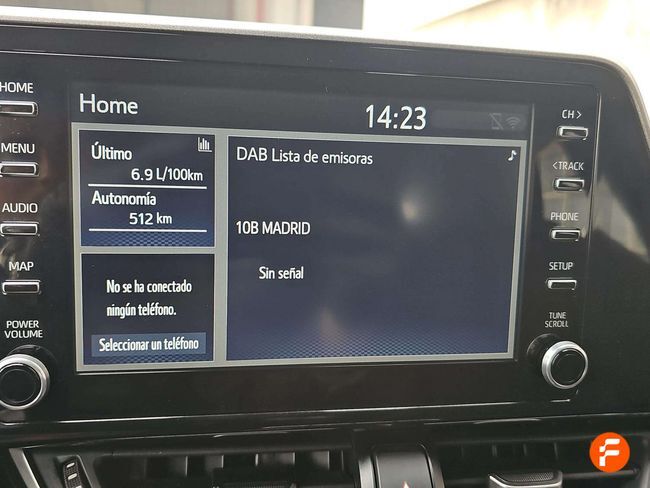 HOME
MENU
AUDIO
MAP
POWER
VOLUME
Home
14:23
Último
6.9 L/100km
Autonomía
512 km
No se ha conectado
ningún teléfono.
Seleccionar un teléfono
DAB Lista de emisoras
10B MADRID
Sin señal
CH >
< TRACK
PHONE
SETUP
TUNE
SCROLL